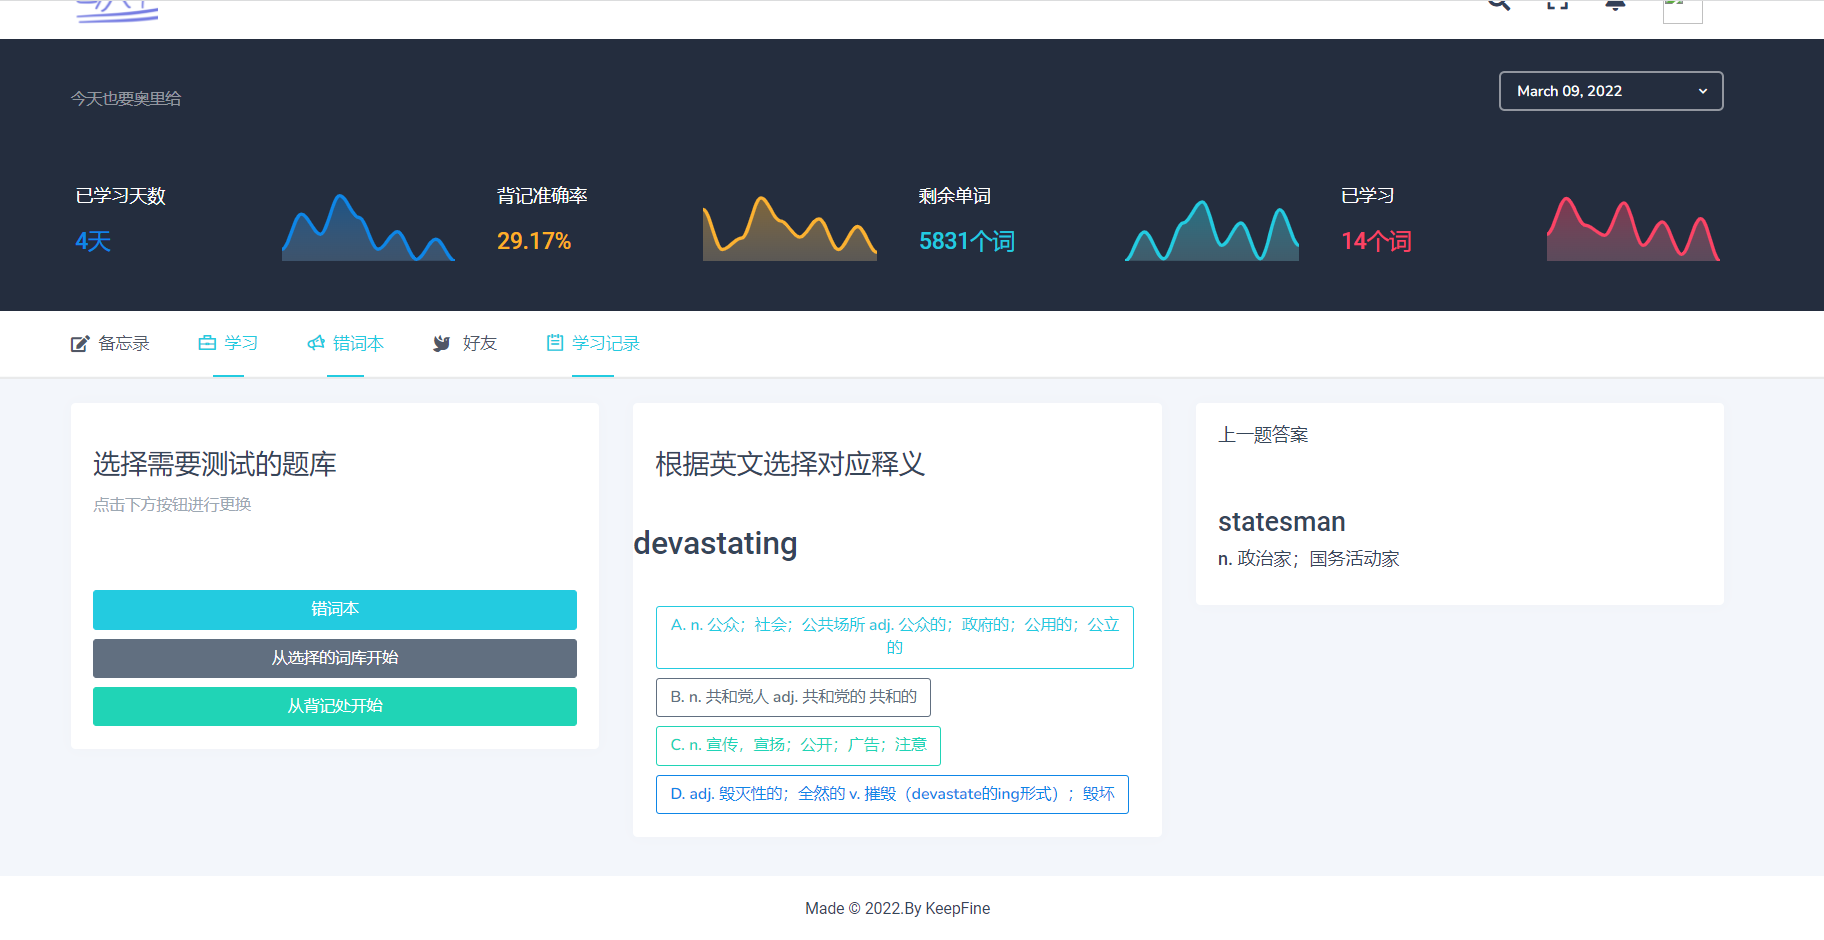 今天也要奥里给
March 09, 2022
已学习天数
4天
背记准确率
29.17%
剩余单词
5831个词
已学习
14个词
备忘录
学习
错词本
好友
学习记录
选择需要测试的题库
点击下方按钮进行更换
错词本
从选择的词库开始
从背记处开始
根据英文选择对应释义
devastating
A. n. 公众；社会；公共场所 adj. 公众的；政府的；公用的；公立
的
B. n. 共和党人 adj. 共和党的 共和的
C. n. 宣传，宣扬；公开；广告；注意
D. adj. 毁灭性的；全然的 v. 摧毁（devastate的ing形式）；毁坏
上一题答案
statesman
n. 政治家；国务活动家
Made © 2022.By KeepFine